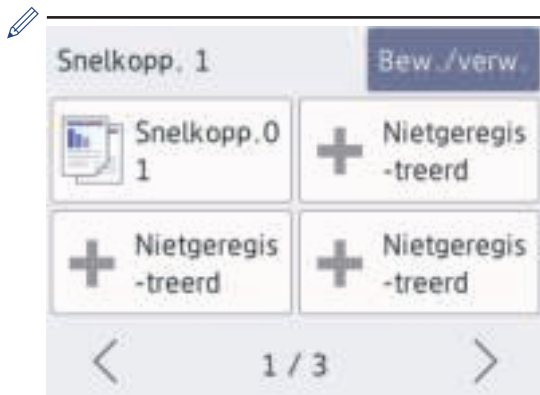 Snelkopp. 1
Bew./verw.
Snelkopp.0
1
Nietgeregis
-treerd
Nietgeregis
-treerd
Nietgeregis
-treerd
1 / 3